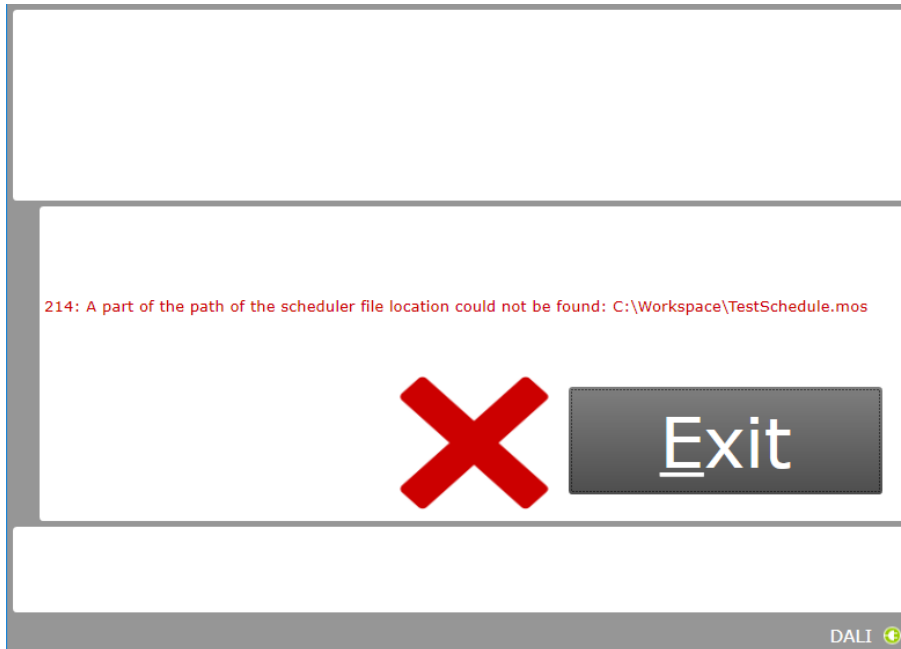 214: A part of the path of the scheduler file location could not be found: C:\Workspace\TestSchedule.mos
Exit
DALI